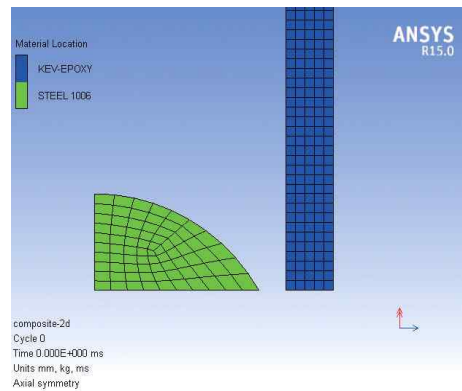 Material Location
KEV-EPOXY
STEEL 1006
ANSYS
R15.0
composite-2d
Cycle 0
Time 0.000E+000 ms
Units mm, kg, ms
Axial symmetry